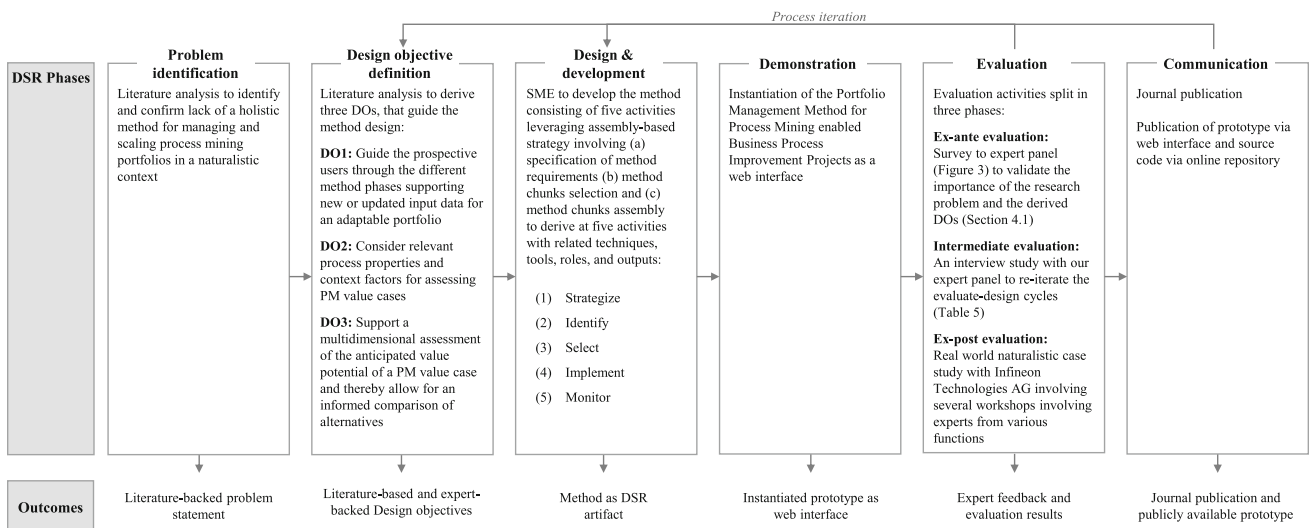 Process iteration
DSR Phases
Problem
identification
Literature analysis to identify
and confirm lack of a holistic
method for managing and
scaling process mining
portfolios in a naturalistic
context
Design objective
definition
Literature analysis to derive
three DOs, that guide the
method design:
DO1: Guide the prospective
users through the different
method phases supporting
new or updated input data for
an adaptable portfolio
DO2: Consider relevant
process properties and
context factors for assessing
PM value cases
DO3: Support a
multidimensional assessment
of the anticipated value
potential of a PM value case
and thereby allow for an
informed comparison of
alternatives
Design &
development
SME to develop the method
consisting of five activities
leveraging assembly-based
strategy involving (a)
specification of method
requirements (b) method
chunks selection and (c)
method chunks assembly
to derive at five activities
with related techniques,
tools, roles, and outputs:
(1) Strategize
(2) Identify
(3) Select
(4) Implement
(5) Monitor
Demonstration
Instantiation of the Portfolio
Management Method for
Process Mining enabled
Business Process
Improvement Projects as a
web interface
Evaluation
Evaluation activities split in
three phases:
Ex-ante evaluation:
Survey to expert panel
(Figure 3) to validate the
importance of the research
problem and the derived
DOs (Section 4.1)
Intermediate evaluation:
An interview study with our
expert panel to re-iterate the
evaluate-design cycles
(Table 5)
Ex-post evaluation:
Real world naturalistic case
study with Infineon
Technologies AG involving
several workshops involving
experts from various
functions
Communication
Journal publication
Publication of prototype via
web interface and source
code via online repository
Outcomes
Literature-backed problem
statement
Literature-based and expert-
backed Design objectives
Method as DSR
artifact
Instantiated prototype as
web interface
Expert feedback and
evaluation results
Journal publication and
publicly available prototype